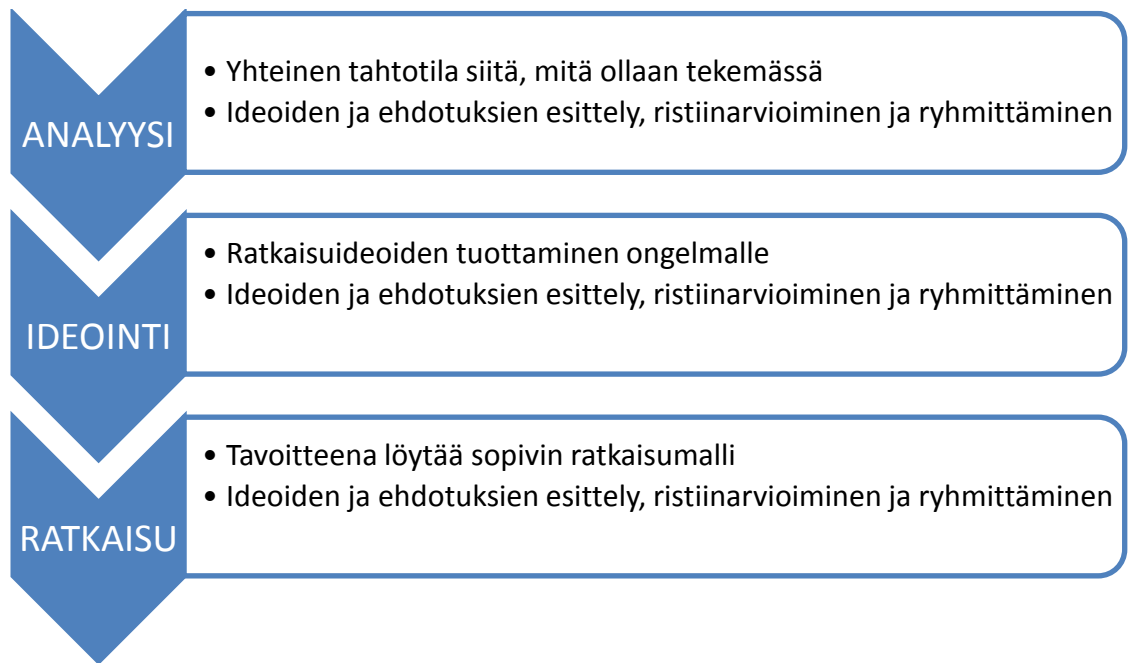 ANALYYSI
• Yhteinen tahtotila siitä, mitä ollaan tekemässä
• Ideoiden ja ehdotuksien esittely, ristiinarvioiminen ja ryhmittäminen
IDEOINTI
• Ratkaisuideoiden tuottaminen ongelmalle
• Ideoiden ja ehdotuksien esittely, ristiinarvioiminen ja ryhmittäminen
RATKAISU
• Tavoitteena löytää sopivin ratkaisumalli
• Ideoiden ja ehdotuksien esittely, ristiinarvioiminen ja ryhmittäminen